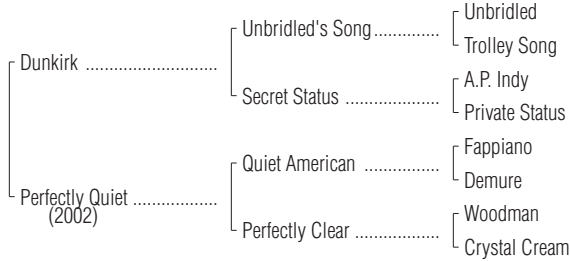 Unbridled
Unbridled's Song..............
Trolley Song
Dunkirk ...........................
A.P. Indy
Secret Status ....................
Private Status
Fappiano
Quiet American ................
Demure
Perfectly Quiet .................
(2002)
Woodman
Perfectly Clear ..................
Crystal Cream